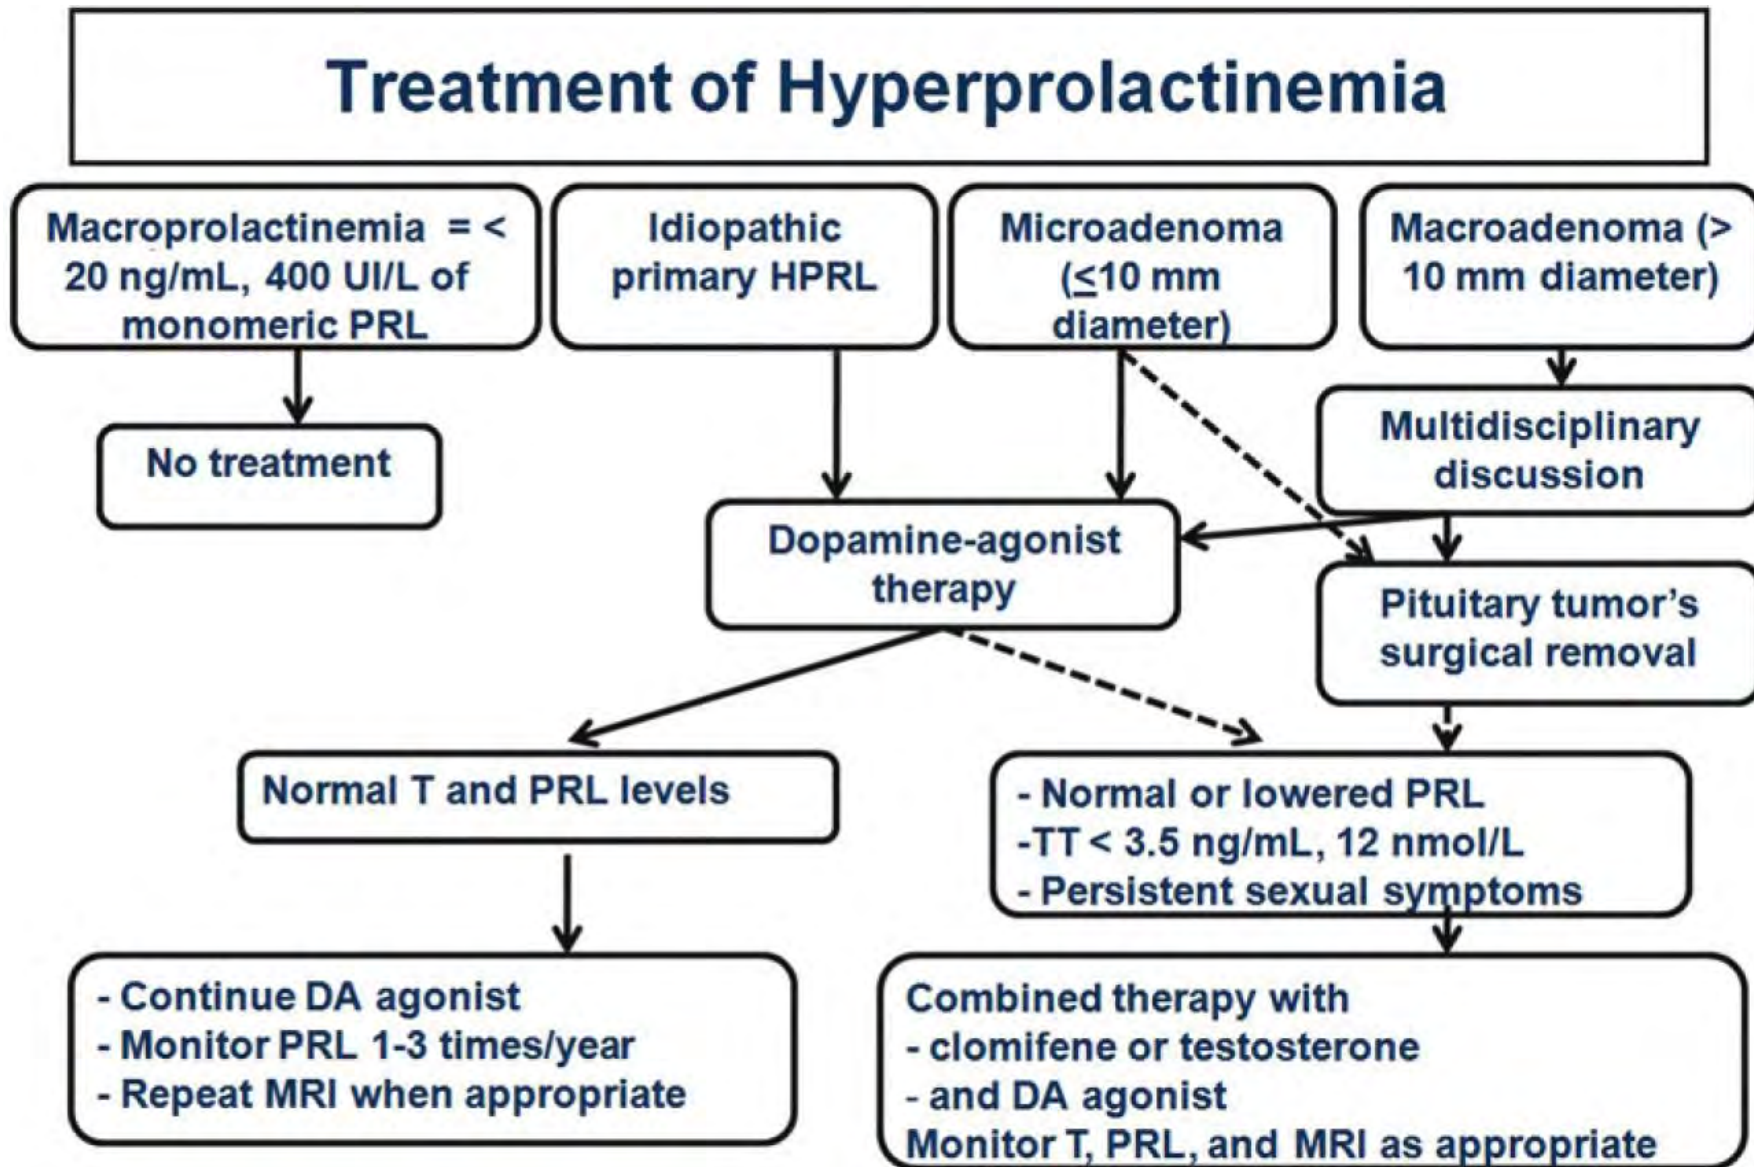 Treatment of Hyperprolactinemia
Macroprolactinemia = <
20 ng/mL, 400 UI/L of
monomeric PRL
Idiopathic
primary HPRL
Microadenoma
(≤10 mm
diameter)
Macroadenoma (>
10 mm diameter)
No treatment
Multidisciplinary
discussion
Dopamine-agonist
therapy
Pituitary tumor’s
surgical removal
Normal T and PRL levels
- Normal or lowered PRL
-TT < 3.5 ng/mL, 12 nmol/L
- Persistent sexual symptoms
- Continue DA agonist
- Monitor PRL 1-3 times/year
- Repeat MRI when appropriate
Combined therapy with
- clomifene or testosterone
- and DA agonist
Monitor T, PRL, and MRI as appropriate